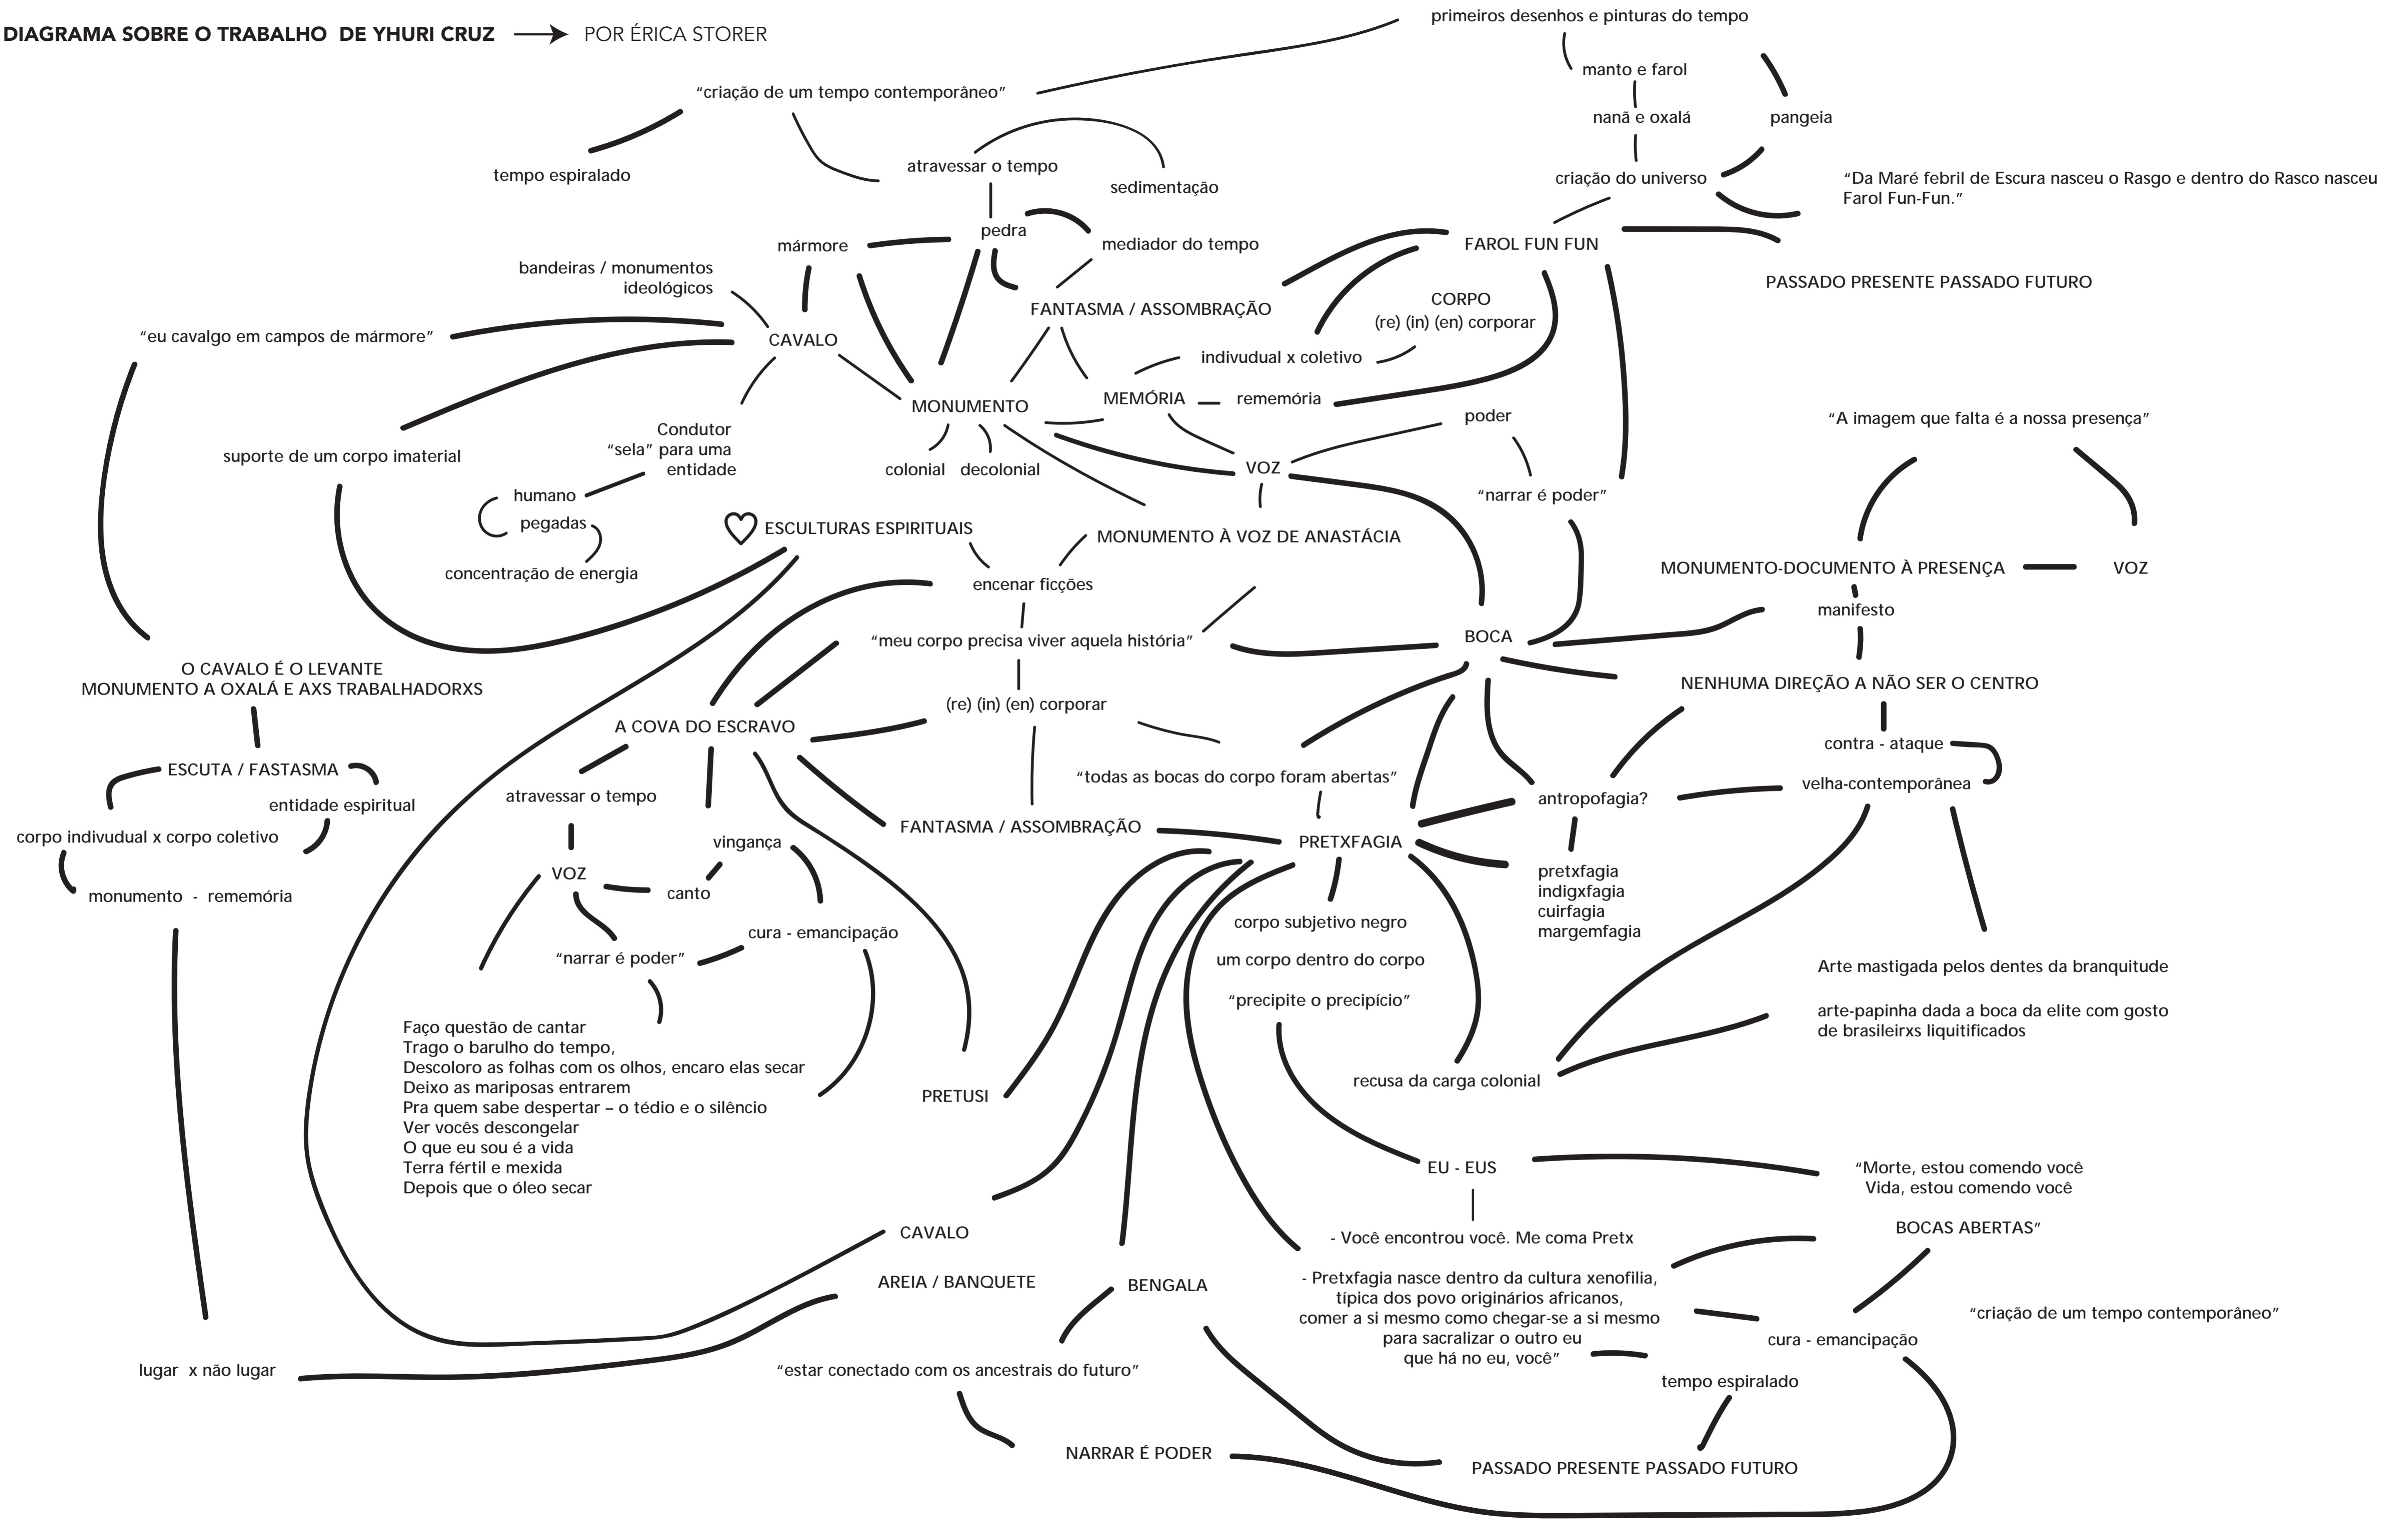 DIAGRAMA SOBRE O TRABALHO DE YHURI CRUZ
POR ÉRICA STORER
primeiros desenhos e pinturas do tempo
manto e farol
“criação de um tempo contemporâneo”
nanã e oxalá
pangeia
atravessar o tempo
tempo espiralado
sedimentação
criação do universo
“Da Maré febril de Escura nasceu o Rasgo e dentro do Rasco nasceu
Farol Fun-Fun.”
pedra
mármore
mediador do tempo
FAROL FUN FUN
bandeiras / monumentos
ideológicos
PASSADO PRESENTE PASSADO FUTURO
FANTASMA / ASSOMBRAÇÃO
CORPO
(re) (in) (en) corporar
“eu cavalgo em campos de mármore”
CAVALO
indivudual x coletivo
MONUMENTO
MEMÓRIA
rememória
poder
“A imagem que falta é a nossa presença”
Condutor
“sela” para uma
entidade
suporte de um corpo imaterial
colonial
decolonial
VOZ
humano
“narrar é poder”
pegadas
ESCULTURAS ESPIRITUAIS
MONUMENTO À VOZ DE ANASTÁCIA
concentração de energia
encenar ficções
MONUMENTO-DOCUMENTO À PRESENÇA
VOZ
manifesto
“meu corpo precisa viver aquela história”
BOCA
O CAVALO É O LEVANTE
MONUMENTO A OXALÁ E AXS TRABALHADORXS
NENHUMA DIREÇÃO A NÃO SER O CENTRO
(re) (in) (en) corporar
A COVA DO ESCRAVO
contra - ataque
ESCUTA / FASTASMA
“todas as bocas do corpo foram abertas”
velha-contemporânea
entidade espiritual
atravessar o tempo
antropofagia?
corpo indivudual x corpo coletivo
FANTASMA / ASSOMBRAÇÃO
vingança
PRETXFAGIA
VOZ
canto
pretxfagia
indigxfagia
cuirfagia
margemfagia
monumento - rememória
corpo subjetivo negro
cura - emancipação
“narrar é poder”
um corpo dentro do corpo
Arte mastigada pelos dentes da branquitude
“precipite o precipício”
arte-papinha dada a boca da elite com gosto
de brasileirxs liquitificados
Faço questão de cantar
Trago o barulho do tempo,
Descoloro as folhas com os olhos, encaro elas secar
Deixo as mariposas entrarem
Pra quem sabe despertar – o tédio e o silêncio
Ver vocês descongelar
O que eu sou é a vida
Terra fértil e mexida
Depois que o óleo secar
PRETUSI
recusa da carga colonial
EU - EUS
“Morte, estou comendo você
Vida, estou comendo você
BOCAS ABERTAS”
CAVALO
- Você encontrou você. Me coma Pretx
AREIA / BANQUETE
BENGALA
- Pretxfagia nasce dentro da cultura xenofilia,
típica dos povo originários africanos,
comer a si mesmo como chegar-se a si mesmo
para sacralizar o outro eu
que há no eu, você”
“criação de um tempo contemporâneo”
cura - emancipação
lugar x não lugar
“estar conectado com os ancestrais do futuro”
tempo espiralado
NARRAR É PODER
PASSADO PRESENTE PASSADO FUTURO